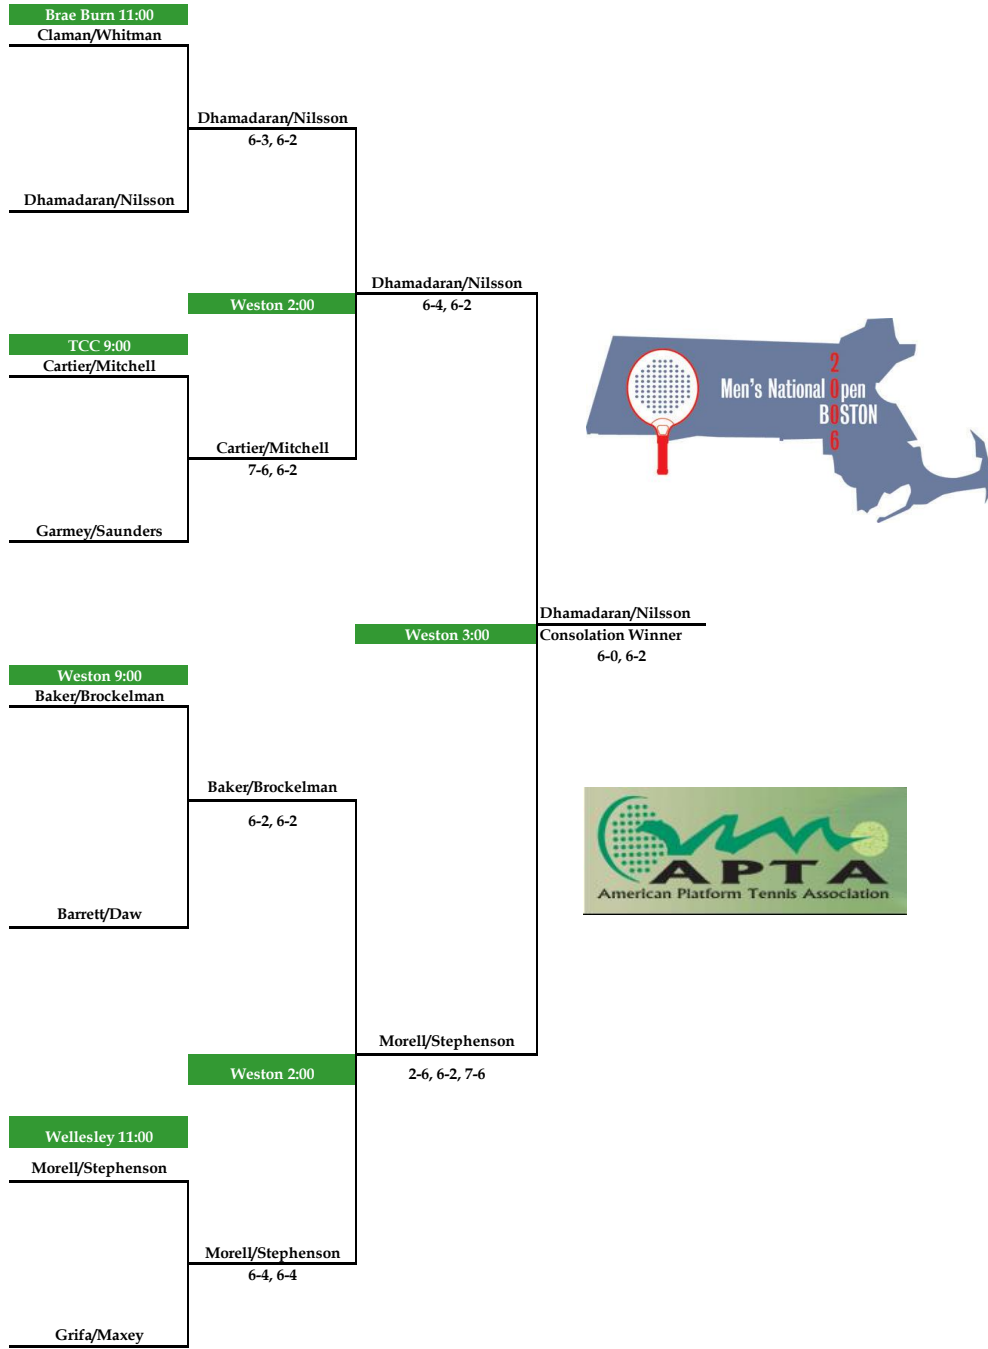 Brae Burn 11:00
Claman/Whitman
Dhamadaran/Nilsson
6-3, 6-2
Dhamadaran/Nilsson
Dhamadaran/Nilsson
Weston 2:00
6-4, 6-2
TCC 9:00
Cartier/Mitchell
Cartier/Mitchell
7-6, 6-2
Garmey/Saunders
2006
Men's National Open
BOSTON
Dhamadaran/Nilsson
Weston 3:00
Consolation Winner
6-0, 6-2
Weston 9:00
Baker/Brockelman
Baker/Brockelman
6-2, 6-2
Barrett/Daw
APTA
American Platform Tennis Association
Morell/Stephenson
Weston 2:00
2-6, 6-2, 7-6
Wellesley 11:00
Morell/Stephenson
Morell/Stephenson
6-4, 6-4
Grifa/Maxey